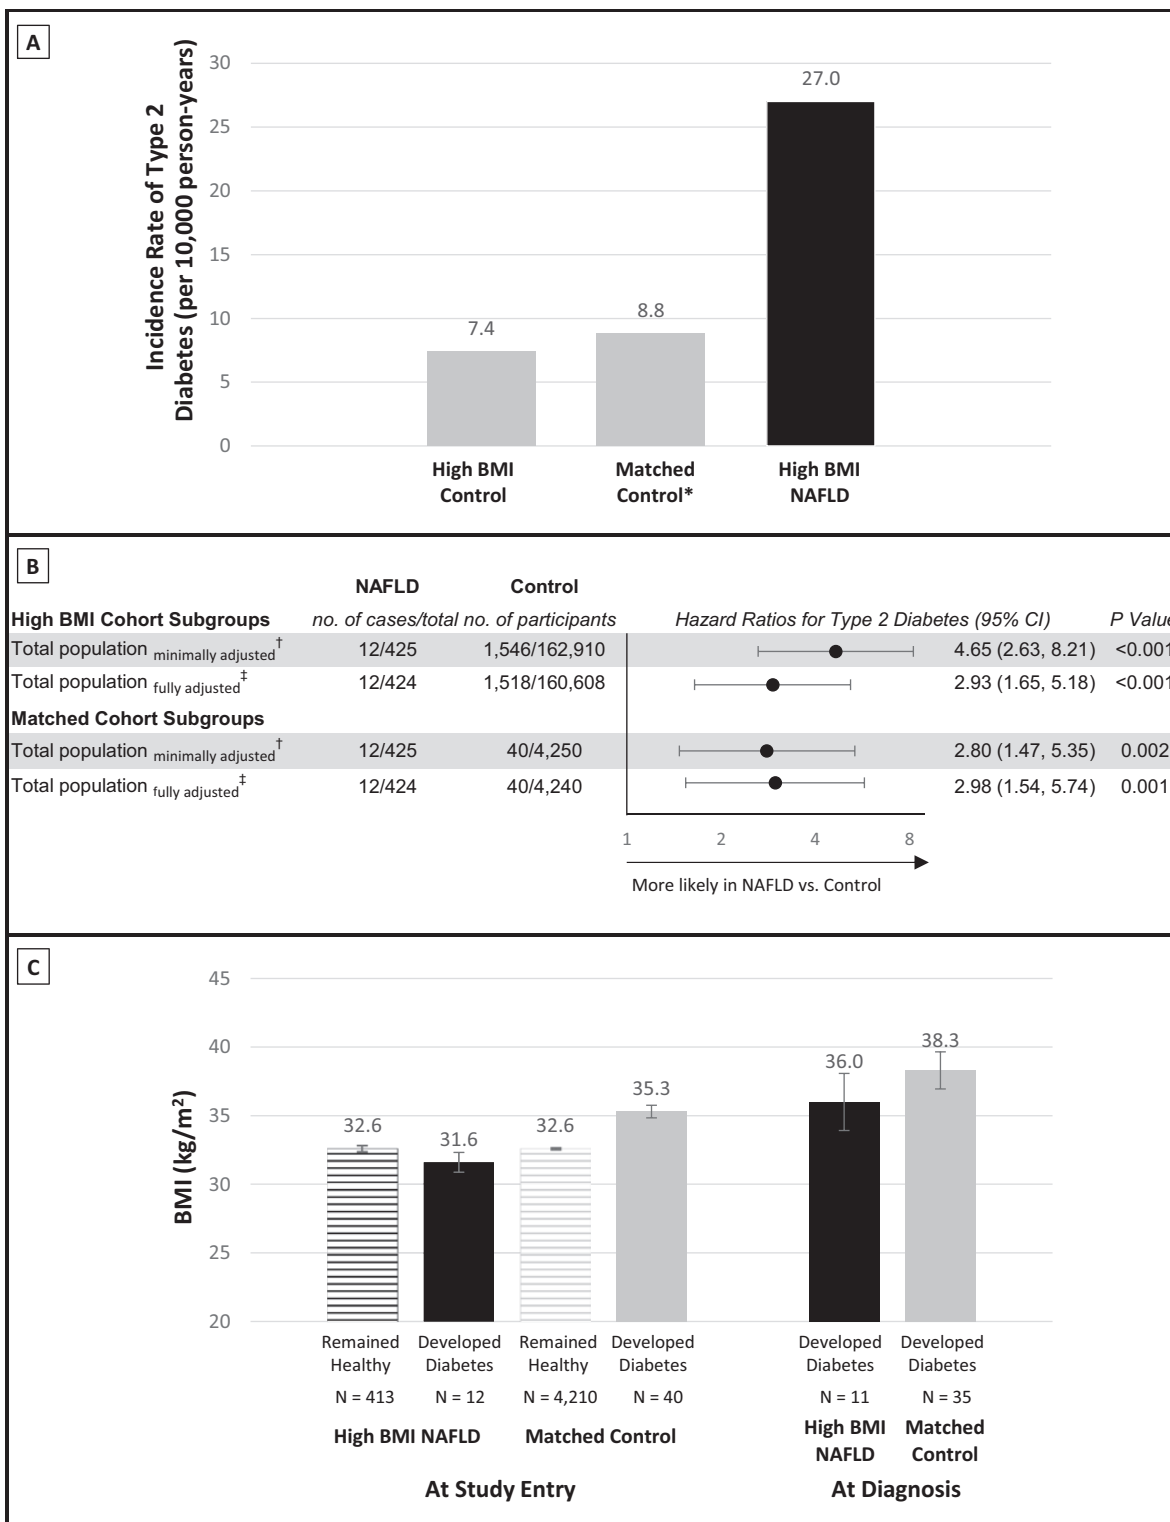 A
Incidence Rate of Type 2
Diabetes (per 10,000 person-years)
30
25
20
15
10
5
0
7.4
8.8
27.0
High BMI
Control
Matched
Control*
High BMI
NAFLD
B
NAFLD Control
High BMI Cohort Subgroups no. of cases/total no. of participants Hazard Ratios for Type 2 Diabetes (95% CI) P Value
Total population minimally adjusted† 12/425 1,546/162,910 4.65 (2.63, 8.21) <0.001
Total population fully adjusted‡ 12/424 1,518/160,608 2.93 (1.65, 5.18) <0.001
Matched Cohort Subgroups
Total population minimally adjusted† 12/425 40/4,250 2.80 (1.47, 5.35) 0.002
Total population fully adjusted‡ 12/424 40/4,240 2.98 (1.54, 5.74) 0.001
1 2 4 8
More likely in NAFLD vs. Control
C
BMI (kg/m²)
45
40
35
30
25
20
32.6
31.6
32.6
35.3
36.0
38.3
Remained
Healthy
N = 413
Developed
Diabetes
N = 12
Remained
Healthy
N = 4,210
Developed
Diabetes
N = 40
Developed
Diabetes
N = 11
Developed
Diabetes
N = 35
High BMI NAFLD
Matched Control
High BMI
NAFLD
Matched
Control
At Study Entry
At Diagnosis